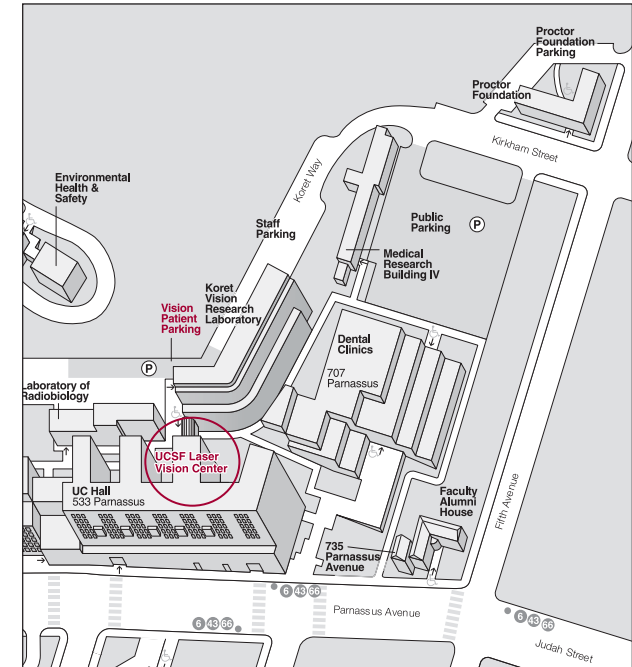 Proctor
Foundation
Parking
Proctor
Foundation
Kirkham Street
Environmental
Health &
Safety
Koret Way
Staff
Parking
Public
Parking
P
Medical
Research
Building IV
Koret
Vision
Research
Laboratory
Vision
Patient
Parking
P
Dental
Clinics
707
Parnassus
Laboratory of
Radiobiology
UCSF Laser
Vision Center
UC Hall
533 Parnassus
Faculty
Alumni
House
Fifth Avenue
735
Parnassus
Avenue
6 43 66
Parnassus Avenue
6 43 66
6 43 66
Judah Street